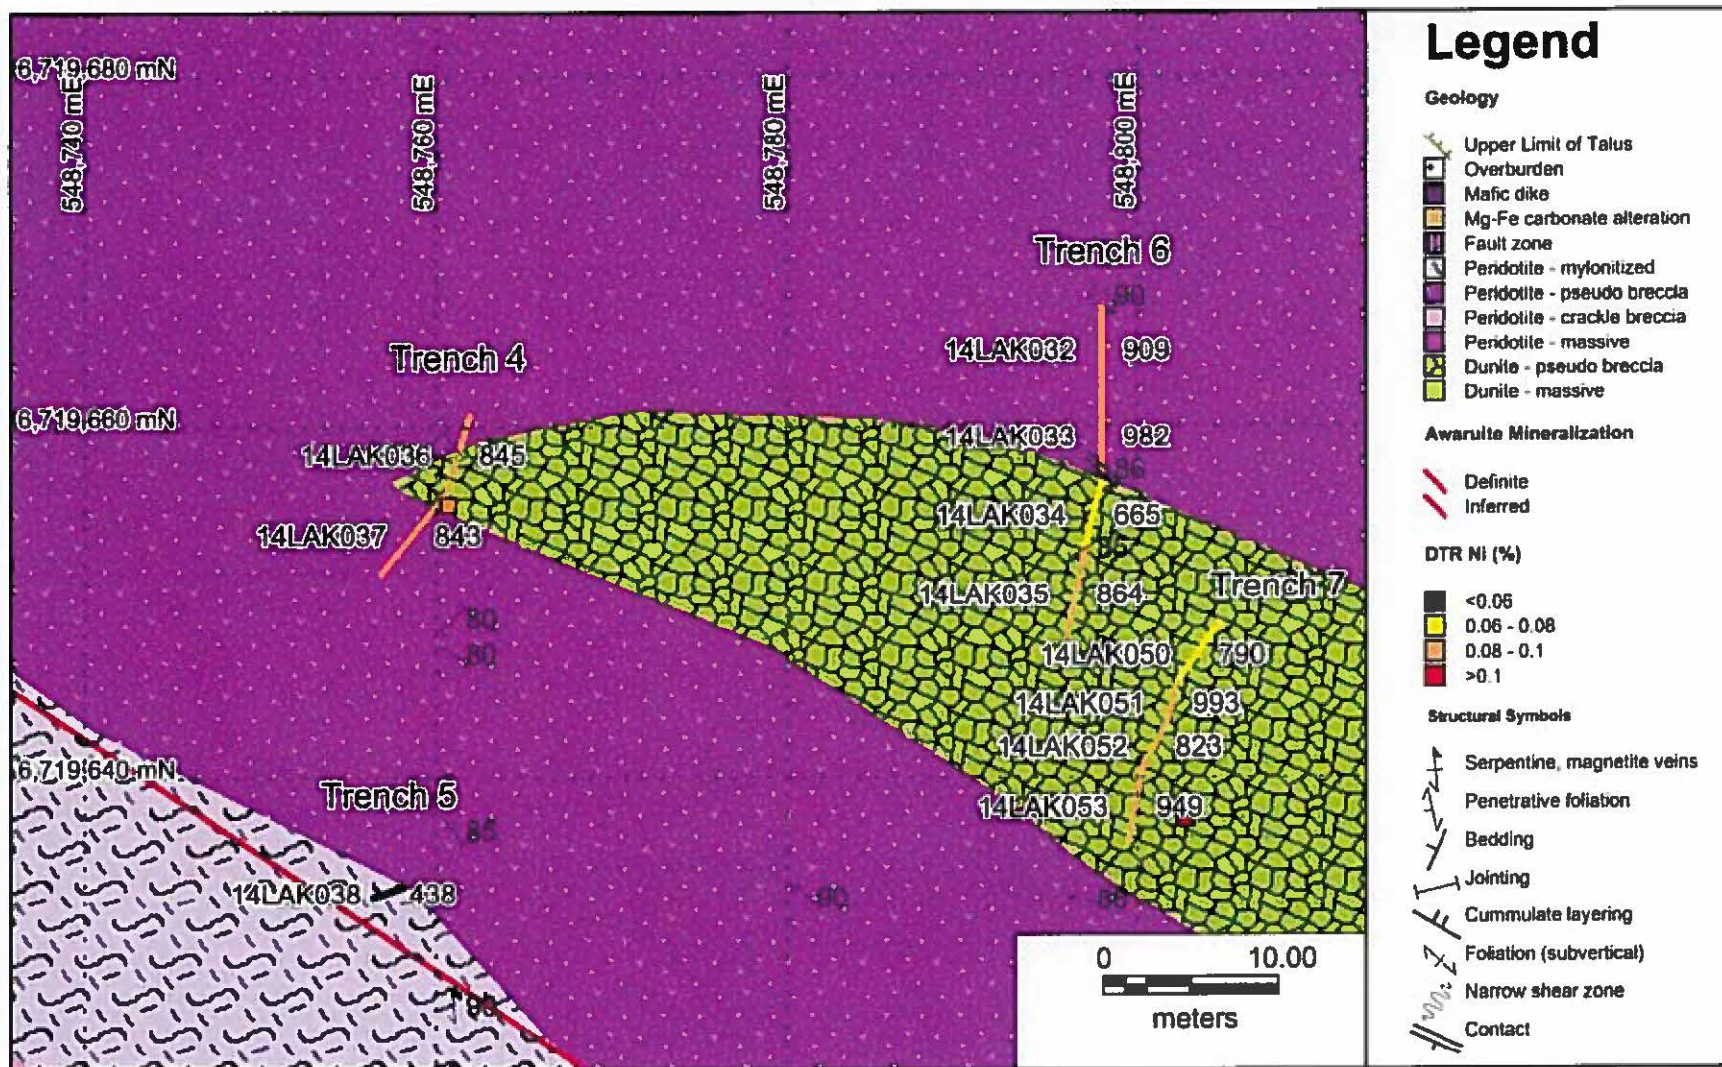 6,719,680 mN
548,740 mE
548,760 mE
548,780 mE
548,800 mE
Trench 6
90
14LAK032 909
Trench 4
6,719,660 mN
14LAK033 982
14LAK036 845
86
14LAK034 665
14LAK037 843
14LAK035 864
Trench 7
80
80
14LAK050 790
14LAK051 993
14LAK052 823
6,719,640 mN
Trench 5
14LAK053 949
85
14LAK038 438
90
0 10.00
meters
Legend
Geology
Upper Limit of Talus
Overburden
Mafic dike
Mg-Fe carbonate alteration
Fault zone
Peridotite - mylonitized
Peridotite - pseudo breccia
Peridotite - crackle breccia
Peridotite - massive
Dunite - pseudo breccia
Dunite - massive
Awaruite Mineralization
Definite
Inferred
DTR Ni (%)
<0.06
0.06 - 0.08
0.08 - 0.1
>0.1
Structural Symbols
Serpentine, magnetite veins
Penetrative foliation
Bedding
Jointing
Cummulate layering
Foliation (subvertical)
Narrow shear zone
Contact